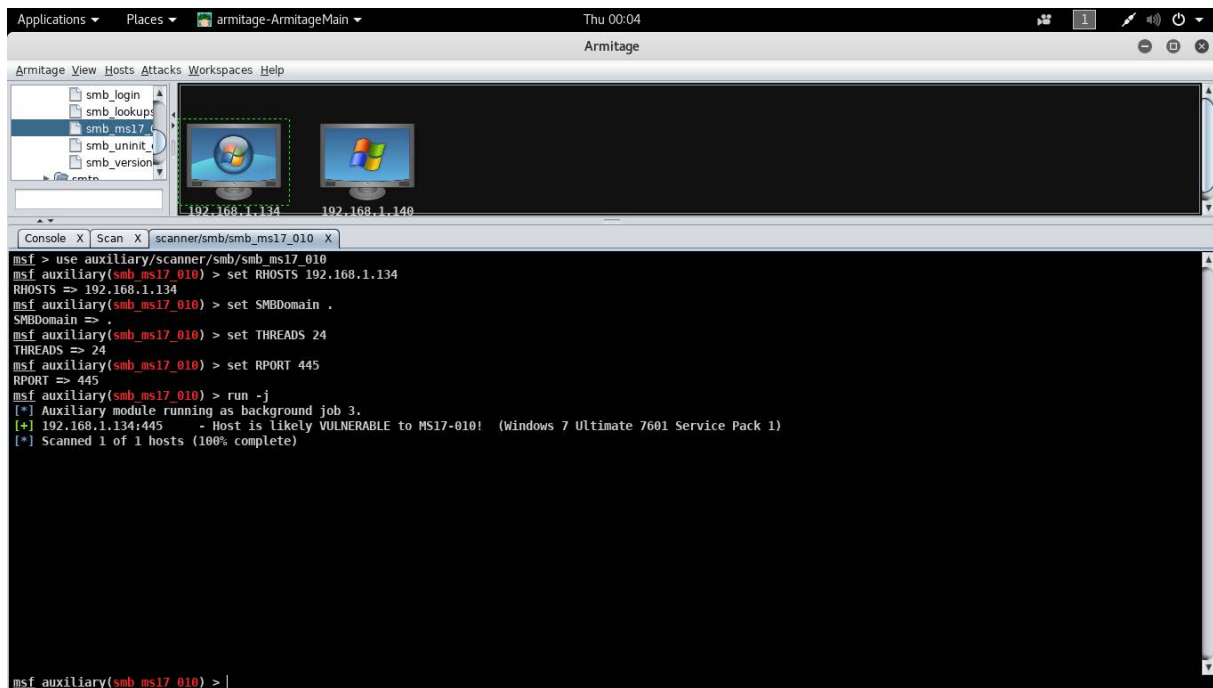 Applications ▾ Places ▾ armitage-ArmitageMain ▾ Thu 00:04 1
Armitage
Armitage View Hosts Attacks Workspaces Help
smb_login
smb_lookups
smb_ms17_0
smb_uninit_
smb_version
smtp
192.168.1.134 192.168.1.140
Console X Scan X scanner/smb/smb_ms17_010 X
msf > use auxiliary/scanner/smb/smb_ms17_010
msf auxiliary(smb_ms17_010) > set RHOSTS 192.168.1.134
RHOSTS => 192.168.1.134
msf auxiliary(smb_ms17_010) > set SMBDomain .
SMBDomain => .
msf auxiliary(smb_ms17_010) > set THREADS 24
THREADS => 24
msf auxiliary(smb_ms17_010) > set RPORT 445
RPORT => 445
msf auxiliary(smb_ms17_010) > run -j
[*] Auxiliary module running as background job 3.
[+] 192.168.1.134:445 - Host is likely VULNERABLE to MS17-010! (Windows 7 Ultimate 7601 Service Pack 1)
[*] Scanned 1 of 1 hosts (100% complete)
msf auxiliary(smb_ms17_010) >